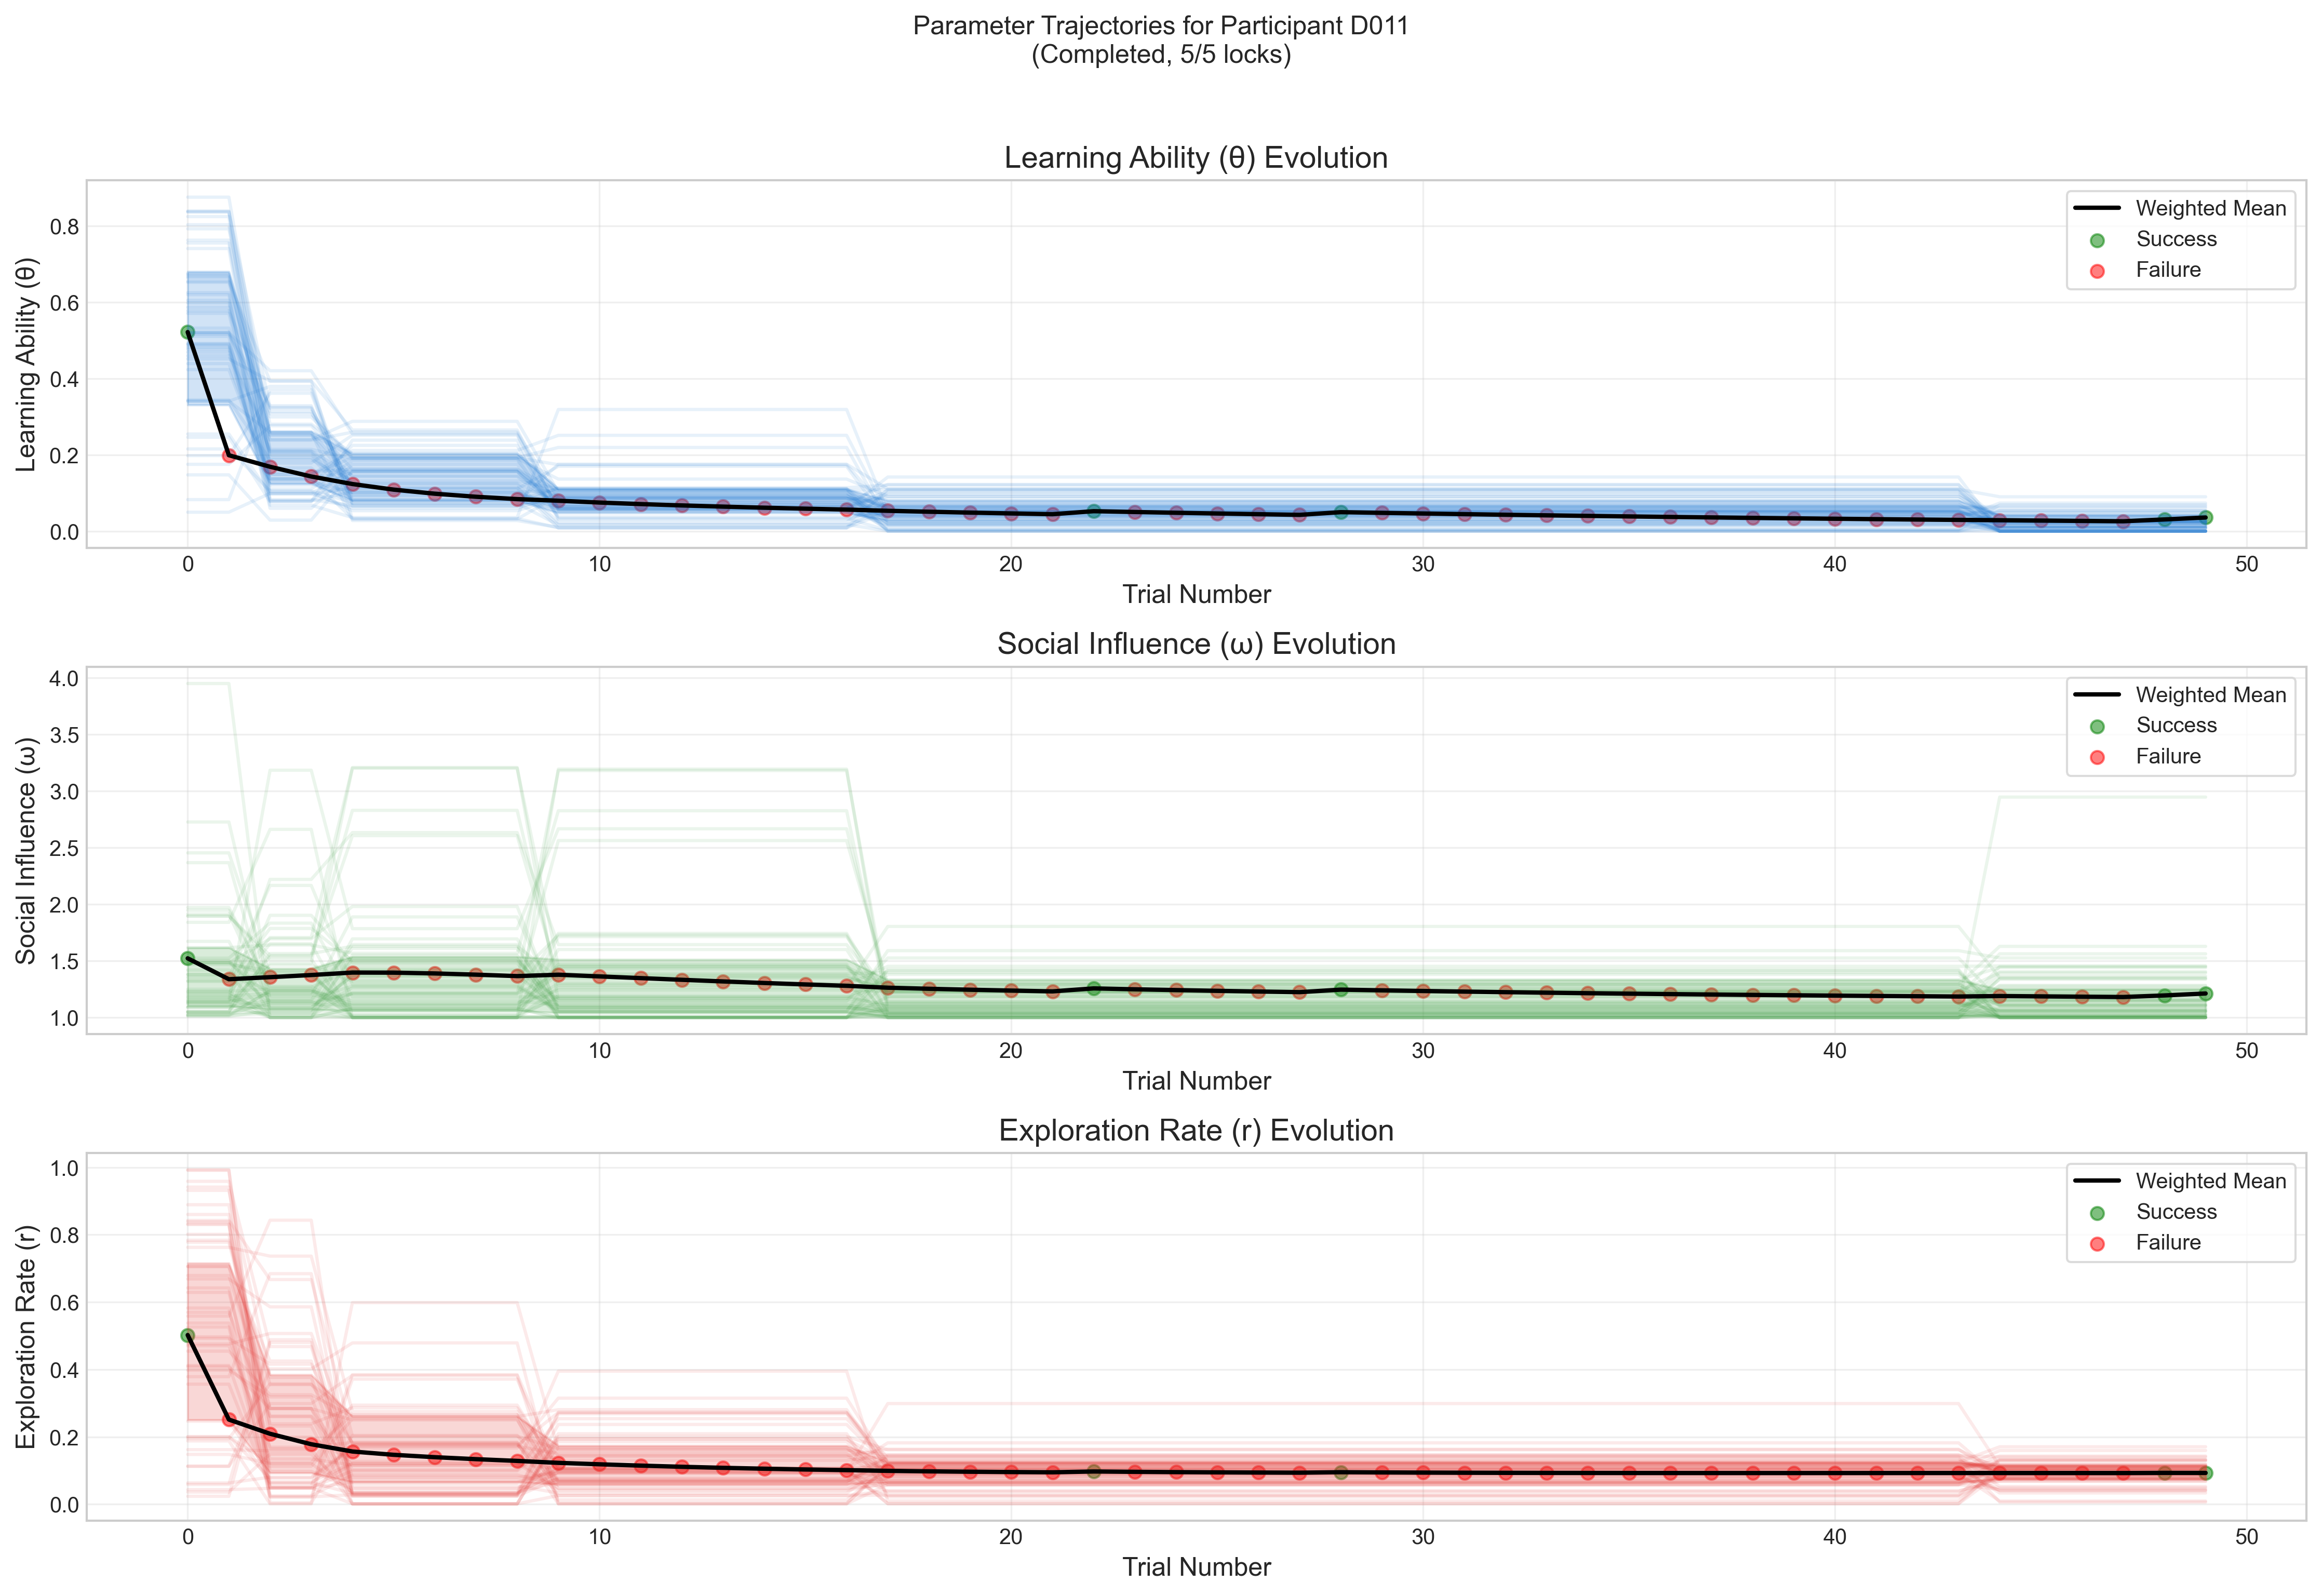 Parameter Trajectories for Participant D011
(Completed, 5/5 locks)
Learning Ability (θ) Evolution
Learning Ability (θ)
0.8
0.6
0.4
0.2
0.0
Weighted Mean
Success
Failure
0 10 20 30 40 50
Trial Number
Social Influence (ω) Evolution
Social Influence (ω)
4.0
3.5
3.0
2.5
2.0
1.5
1.0
Weighted Mean
Success
Failure
0 10 20 30 40 50
Trial Number
Exploration Rate (r) Evolution
Exploration Rate (r)
1.0
0.8
0.6
0.4
0.2
0.0
Weighted Mean
Success
Failure
0 10 20 30 40 50
Trial Number